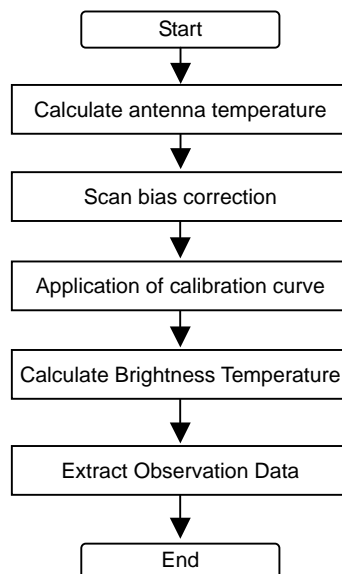 Start
Calculate antenna temperature
Scan bias correction
Application of calibration curve
Calculate Brightness Temperature
Extract Observation Data
End